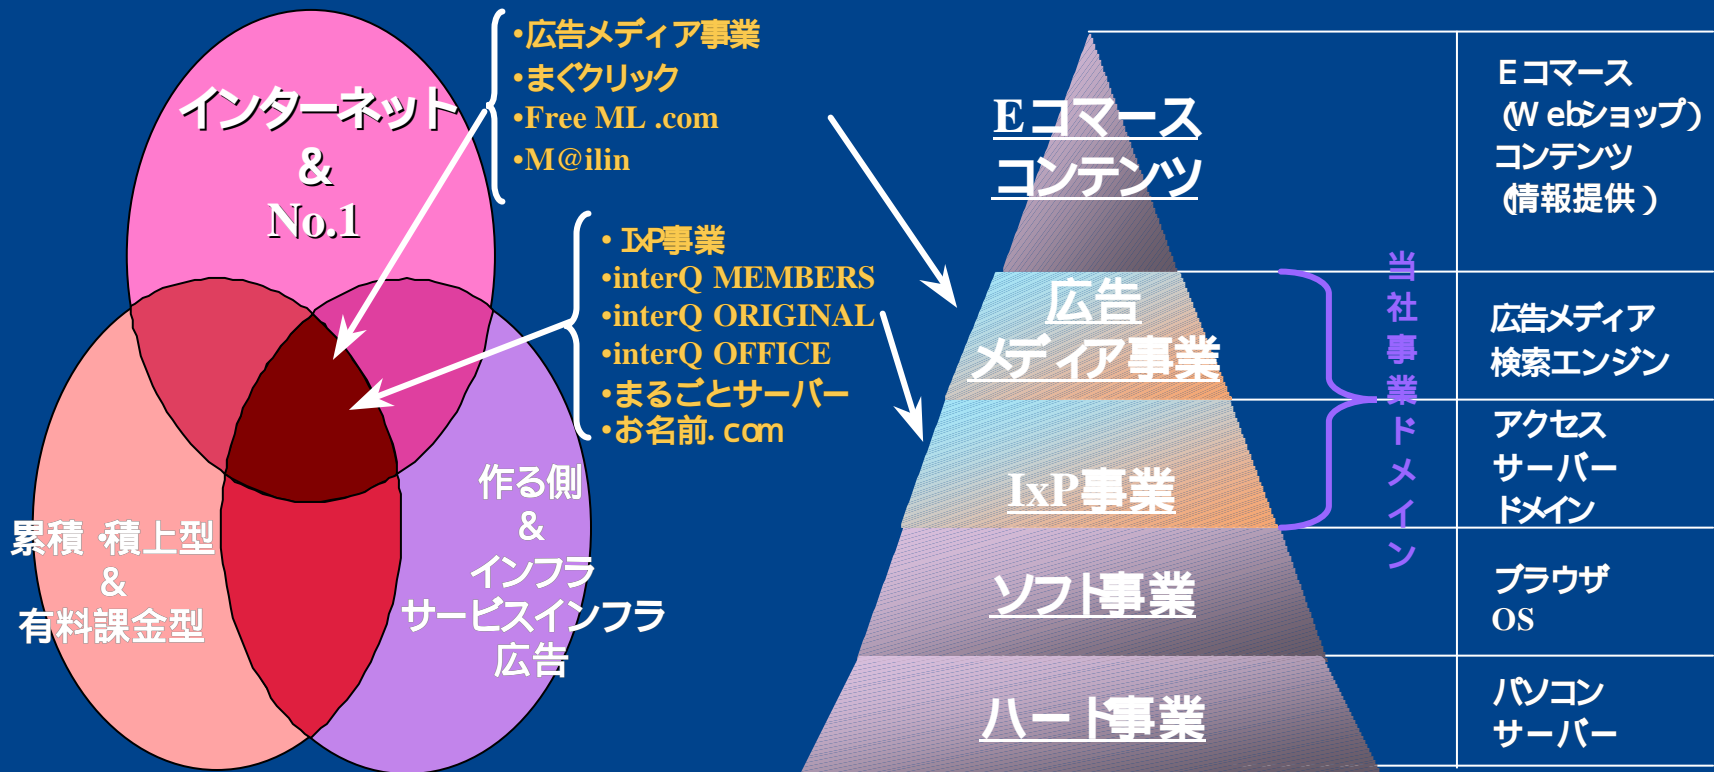 インターネット
&
No.1
累積・積上型
&
有料課金型
作る側
&
インフラ
サービスインフラ
広告
•広告メディア事業
•まぐクリック
•Free ML .com
•M@ilin
•IxP事業
•interQ MEMBERS
•interQ ORIGINAL
•interQ OFFICE
•まるごとサーバー
•お名前.com
Eコマース
コンテンツ
広告
メディア事業
IxP事業
ソフト事業
ハード事業
当社事業ドメイン
Eコマース
(Webショップ)
コンテンツ
(情報提供)
広告メディア
検索エンジン
アクセス
サーバー
ドメイン
ブラウザ
OS
パソコン
サーバー